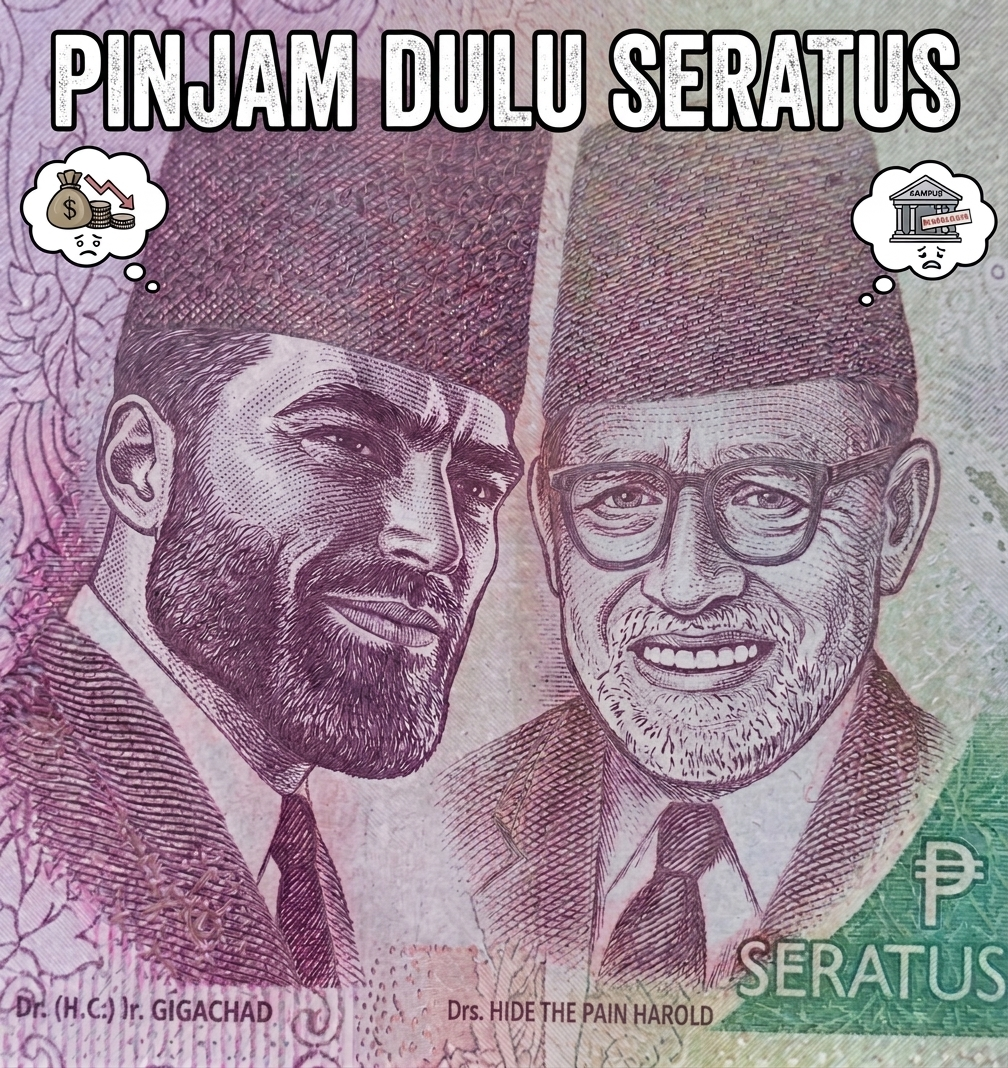 PINJAM DULU SERATUS
$
₱
SERATUS
Dr. (H.C.) Ir. GIGACHAD
Drs. HIDE THE PAIN HAROLD